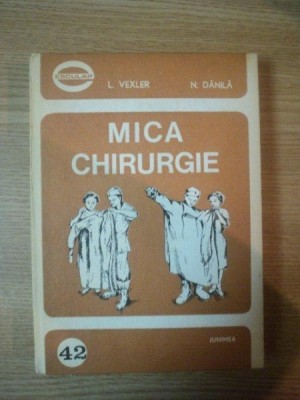 ESCULAP
L. VEXLER N. DĂNILĂ
MICA
CHIRURGIE
42
JUNIMEA